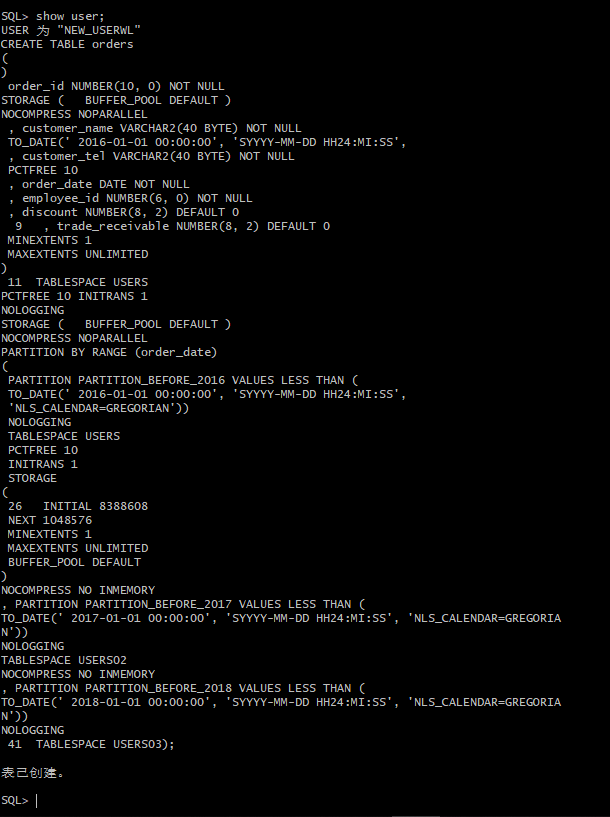 SQL> show user;
USER 为 "NEW_USERWL"
CREATE TABLE orders
(
)
order_id NUMBER(10, 0) NOT NULL
STORAGE (   BUFFER_POOL DEFAULT )
NOCOMPRESS NOPARALLEL
, customer_name VARCHAR2(40 BYTE) NOT NULL
TO_DATE(' 2016-01-01 00:00:00', 'SYYYY-MM-DD HH24:MI:SS',
, customer_tel VARCHAR2(40 BYTE) NOT NULL
PCTFREE 10
, order_date DATE NOT NULL
, employee_id NUMBER(6, 0) NOT NULL
, discount NUMBER(8, 2) DEFAULT 0
9   , trade_receivable NUMBER(8, 2) DEFAULT 0
MINEXTENTS 1
MAXEXTENTS UNLIMITED
)
11  TABLESPACE USERS
PCTFREE 10 INITRANS 1
NOLOGGING
STORAGE (   BUFFER_POOL DEFAULT )
NOCOMPRESS NOPARALLEL
PARTITION BY RANGE (order_date)
(
PARTITION PARTITION_BEFORE_2016 VALUES LESS THAN (
TO_DATE(' 2016-01-01 00:00:00', 'SYYYY-MM-DD HH24:MI:SS',
'NLS_CALENDAR=GREGORIAN'))
NOLOGGING
TABLESPACE USERS
PCTFREE 10
INITRANS 1
STORAGE
(
26   INITIAL 8388608
NEXT 1048576
MINEXTENTS 1
MAXEXTENTS UNLIMITED
BUFFER_POOL DEFAULT
)
NOCOMPRESS NO INMEMORY
, PARTITION PARTITION_BEFORE_2017 VALUES LESS THAN (
TO_DATE(' 2017-01-01 00:00:00', 'SYYYY-MM-DD HH24:MI:SS', 'NLS_CALENDAR=GREGORIA
N'))
NOLOGGING
TABLESPACE USERS02
NOCOMPRESS NO INMEMORY
, PARTITION PARTITION_BEFORE_2018 VALUES LESS THAN (
TO_DATE(' 2018-01-01 00:00:00', 'SYYYY-MM-DD HH24:MI:SS', 'NLS_CALENDAR=GREGORIA
N'))
NOLOGGING
41  TABLESPACE USERS03);
表已创建。
SQL>